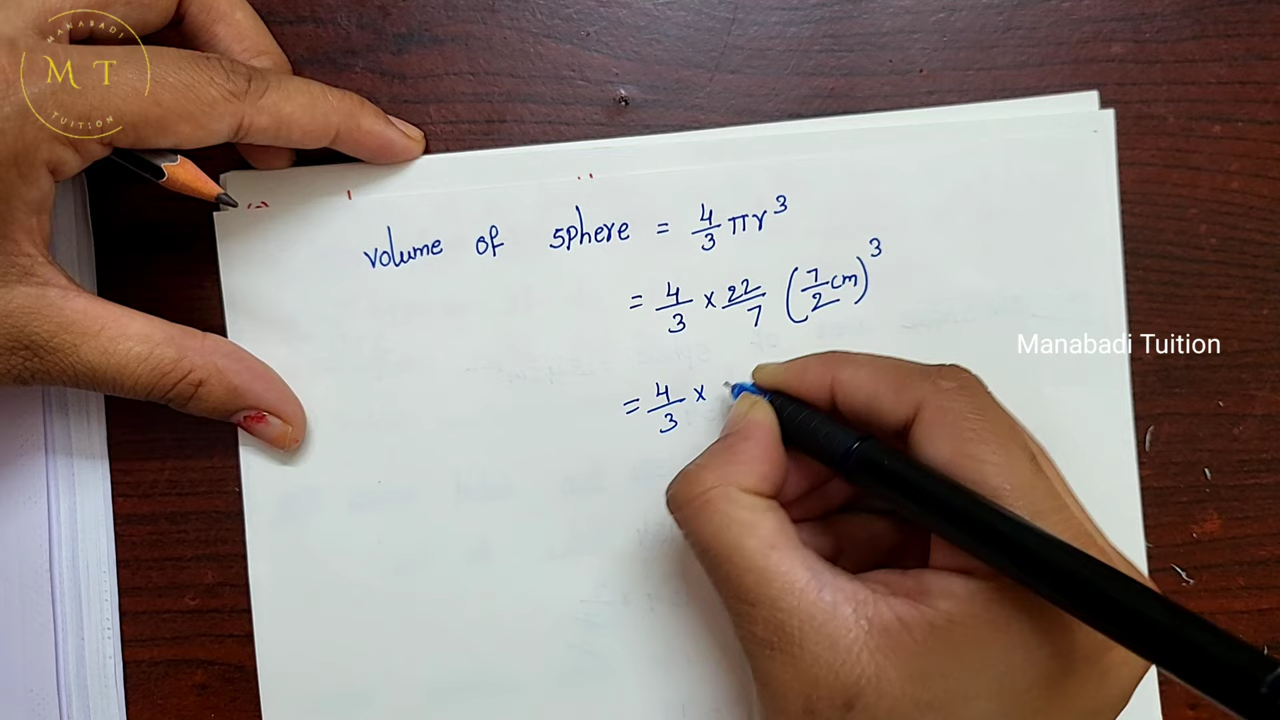 MANABADI
M T
TUITION
volume of sphere = 4/3 πr³
= 4/3 × 22/7 (7/2 cm)³
Manabadi Tuition
= 4/3 ×